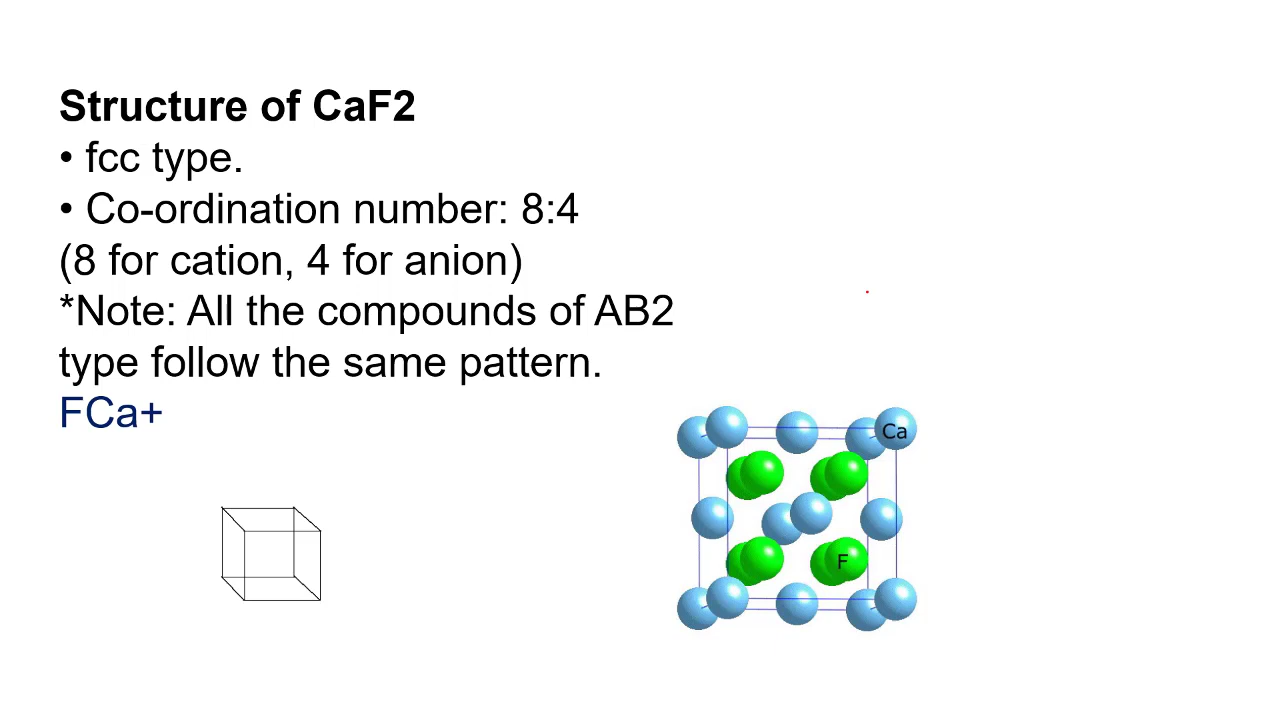 Structure of CaF2
• fcc type.
• Co-ordination number: 8:4
(8 for cation, 4 for anion)
*Note: All the compounds of AB2
type follow the same pattern.
FCa+
Ca
F